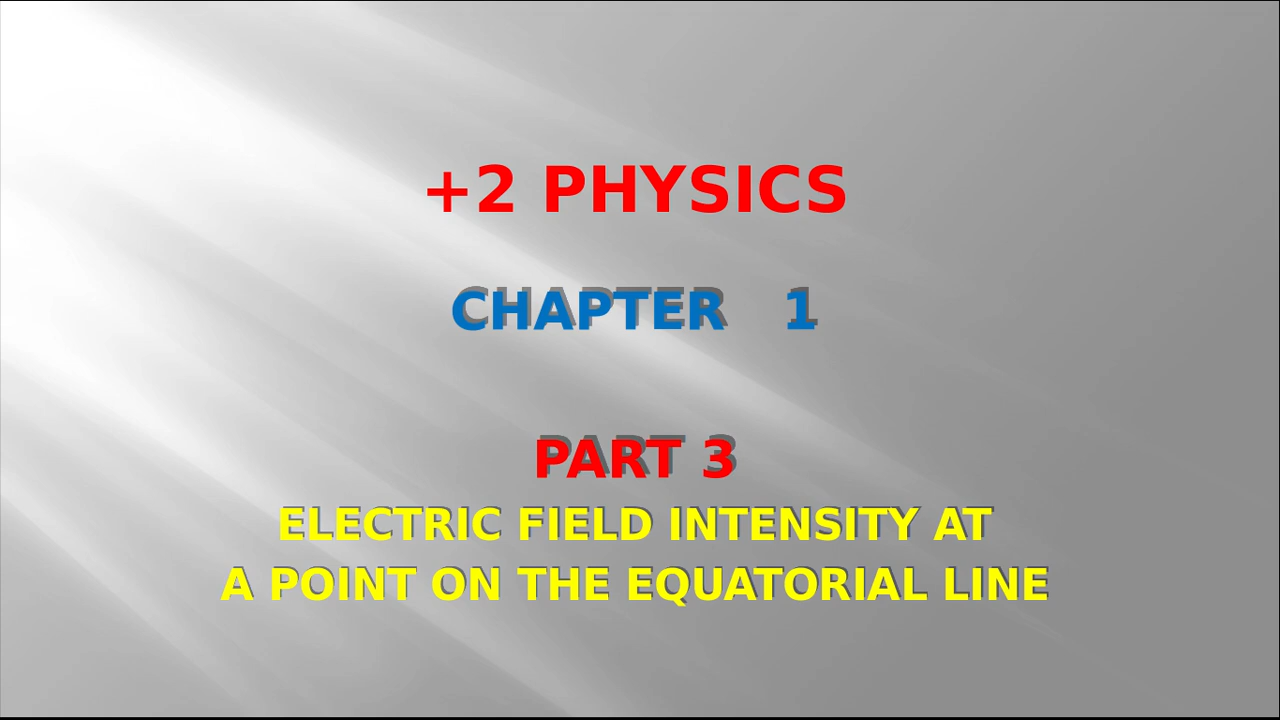 +2 PHYSICS
CHAPTER 1
PART 3
ELECTRIC FIELD INTENSITY AT
A POINT ON THE EQUATORIAL LINE